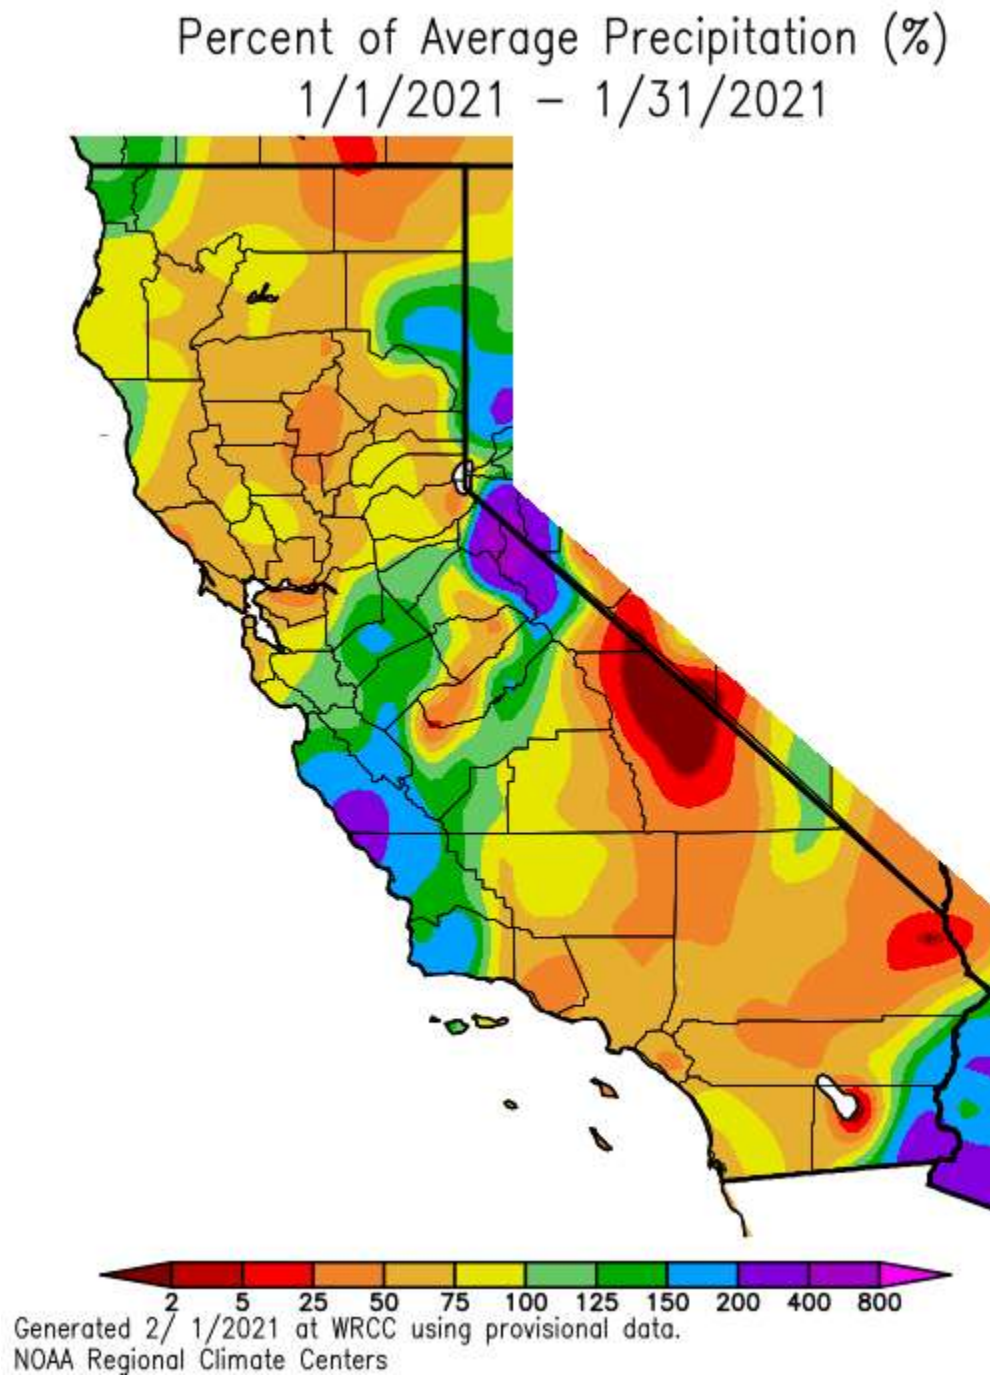 Percent of Average Precipitation (%)
1/1/2021 – 1/31/2021
2 5 25 50 75 100 125 150 200 400 800
Generated 2/ 1/2021 at WRCC using provisional data.
NOAA Regional Climate Centers